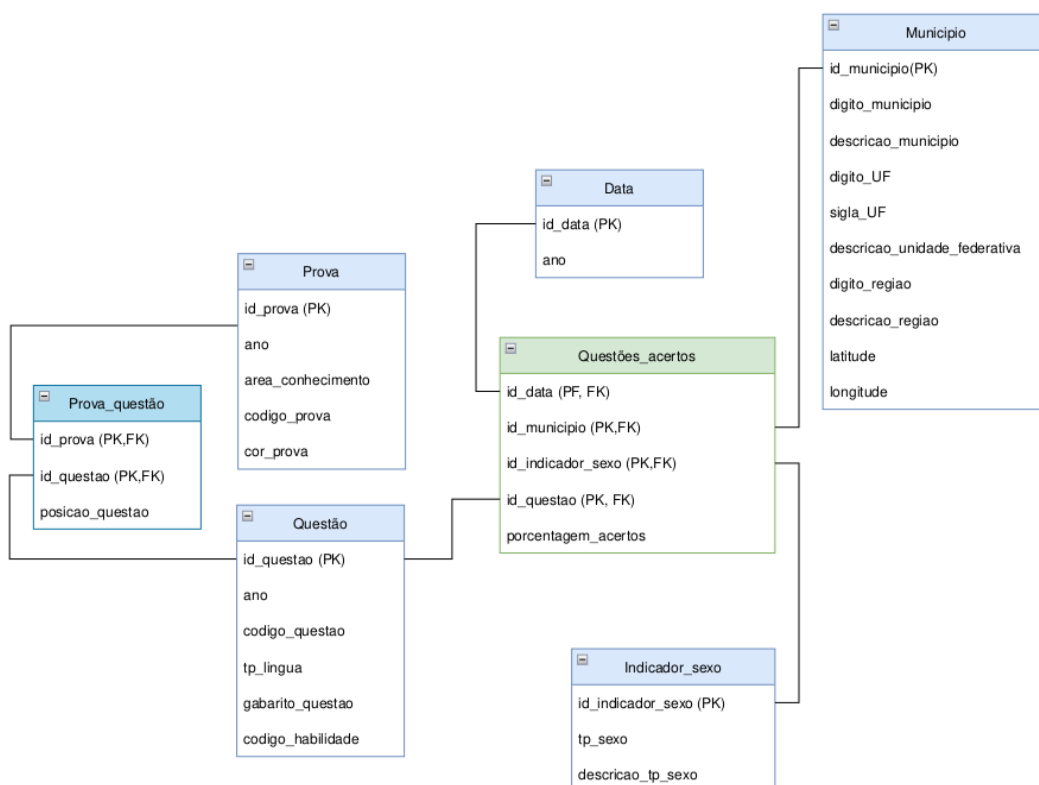 Municipio
id_municipio(PK)
digito_municipio
descricao_municipio
digito_UF
sigla_UF
descricao_unidade_federativa
digito_regiao
descricao_regiao
latitude
longitude
Data
id_data (PK)
ano
Prova
id_prova (PK)
ano
area_conhecimento
codigo_prova
cor_prova
Questões_acertos
id_data (PF, FK)
id_municipio (PK,FK)
id_indicador_sexo (PK,FK)
id_questao (PK, FK)
porcentagem_acertos
Prova_questão
id_prova (PK,FK)
id_questao (PK,FK)
posicao_questao
Questão
id_questao (PK)
ano
codigo_questao
tp_lingua
gabarito_questao
codigo_habilidade
Indicador_sexo
id_indicador_sexo (PK)
tp_sexo
descricao_tp_sexo